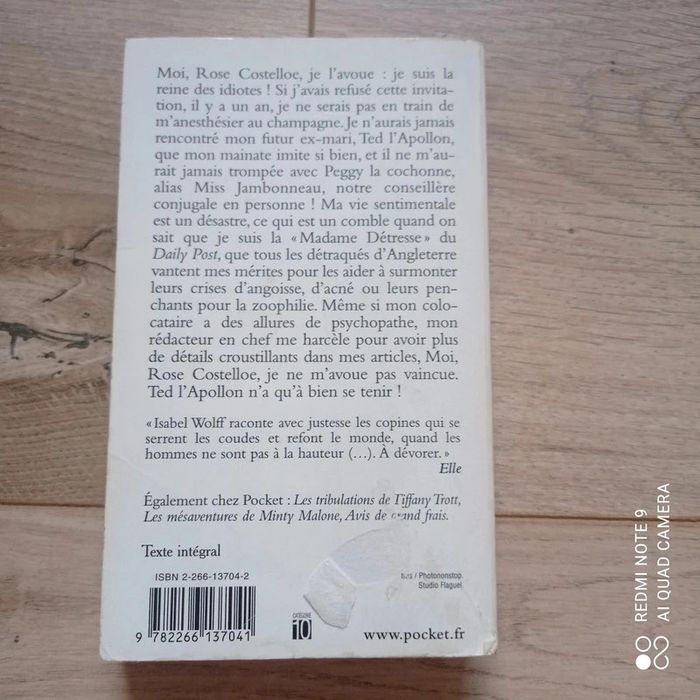 Moi, Rose Costelloe, je l'avoue : je suis la
reine des idiotes ! Si j'avais refusé cette invita-
tion, il y a un an, je ne serais pas en train de
m'anesthésier au champagne. Je n'aurais jamais
rencontré mon futur ex-mari, Ted l'Apollon,
que mon mainate imite si bien, et il ne m'au-
rait jamais trompée avec Peggy la cochonne,
alias Miss Jambonneau, notre conseillère
conjugale en personne ! Ma vie sentimentale
est un désastre, ce qui est un comble quand on
sait que je suis la « Madame Détresse » du
Daily Post, que tous les détraqués d'Angleterre
vantent mes mérites pour les aider à surmonter
leurs crises d'angoisse, d'acné ou leurs pen-
chants pour la zoophilie. Même si mon colo-
cataire a des allures de psychopathe, mon
rédacteur en chef me harcèle pour avoir plus
de détails croustillants dans mes articles, Moi,
Rose Costelloe, je ne m'avoue pas vaincue.
Ted l'Apollon n'a qu'à bien se tenir !
« Isabel Wolff raconte avec justesse les copines qui se
serrent les coudes et refont le monde, quand les
hommes ne sont pas à la hauteur (...). À dévorer. »
Elle
Également chez Pocket : Les tribulations de Tiffany Trott,
Les mésaventures de Minty Malone, Avis de grand frais.
Texte intégral
ISBN 2-266-13704-2
/ Photononstop.
Studio Flaguel
9 782266 137041
CATÉGORIE
10
www.pocket.fr
REDMI NOTE 9
AI QUAD CAMERA